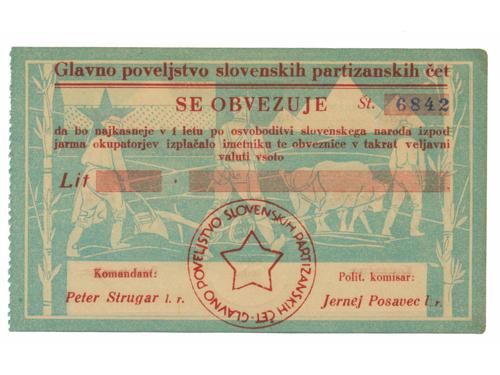 Glavno poveljstvo slovenskih partizanskih čet
SE OBVEZUJE Št. 6842
da bo najkasneje v 1 letu po osvoboditvi slovenskega naroda izpod
jarma okupatorjev izplačalo imetniku te obveznice v takrat veljavni
valuti vsoto
Lit
GLAVNO POVELJSTVO SLOVENSKIH PARTIZANSKIH ČET
Komandant:
Peter Strugar l. r.
Polit. komisar:
Jernej Posavec l. r.